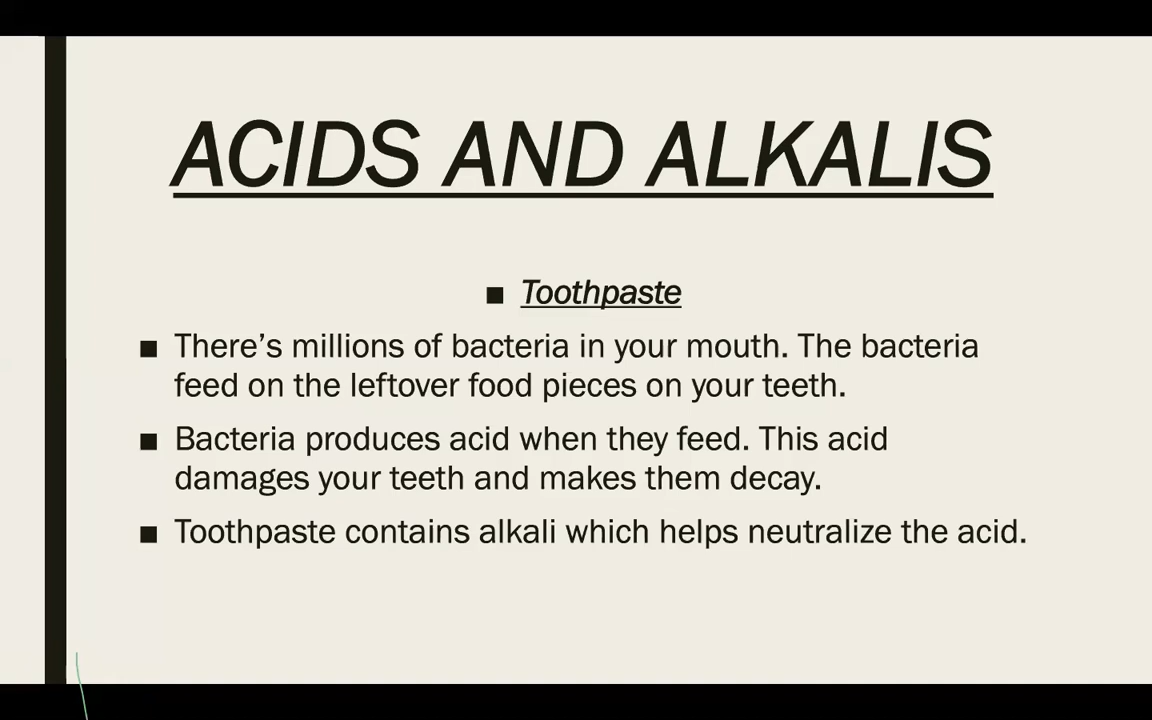 ACIDS AND ALKALIS
■ Toothpaste
■ There’s millions of bacteria in your mouth. The bacteria
feed on the leftover food pieces on your teeth.
■ Bacteria produces acid when they feed. This acid
damages your teeth and makes them decay.
■ Toothpaste contains alkali which helps neutralize the acid.